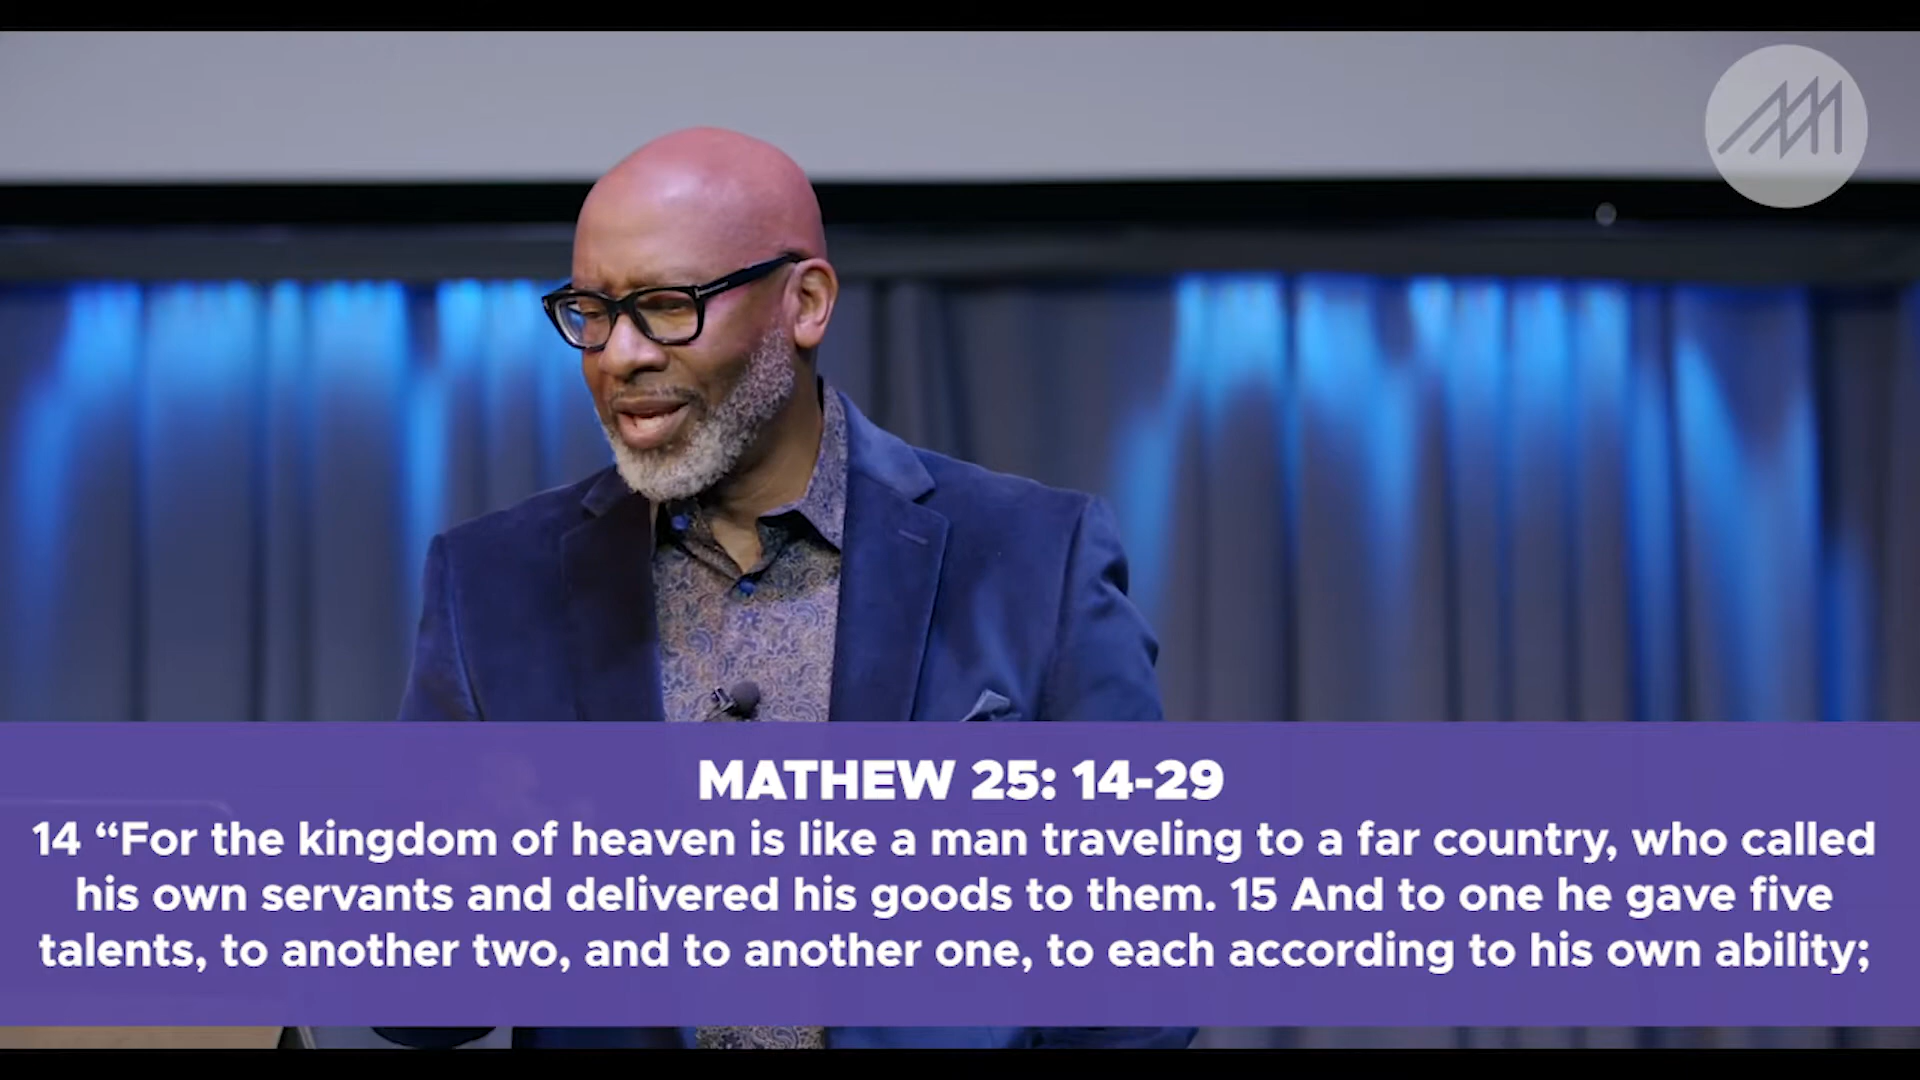 MATHEW 25: 14-29
14 “For the kingdom of heaven is like a man traveling to a far country, who called
his own servants and delivered his goods to them. 15 And to one he gave five
talents, to another two, and to another one, to each according to his own ability;